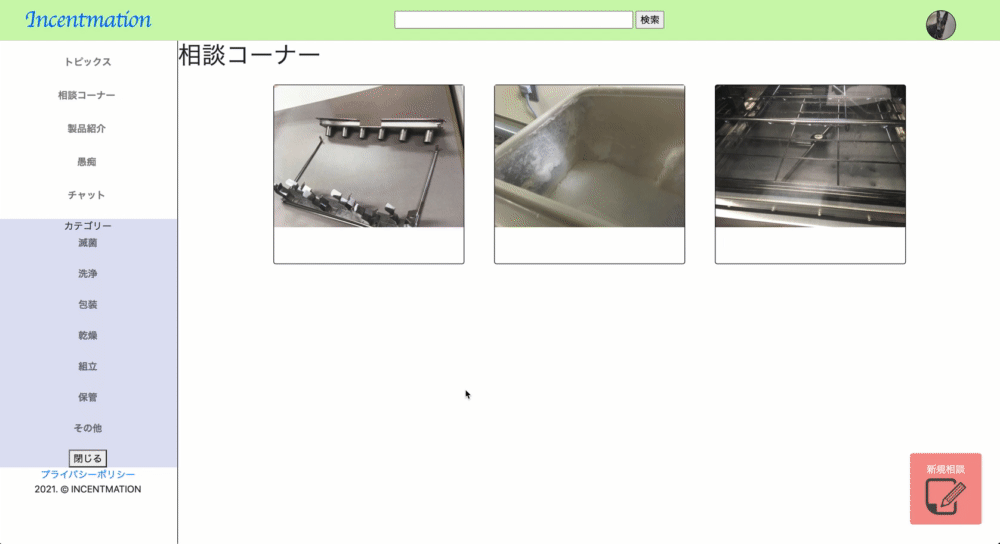 Incentmation
検索
トピックス
相談コーナー
製品紹介
愚痴
チャット
カテゴリー
滅菌
洗浄
包装
乾燥
組立
保管
その他
閉じる
プライバシーポリシー
2021. © INCENTMATION
相談コーナー
新規相談